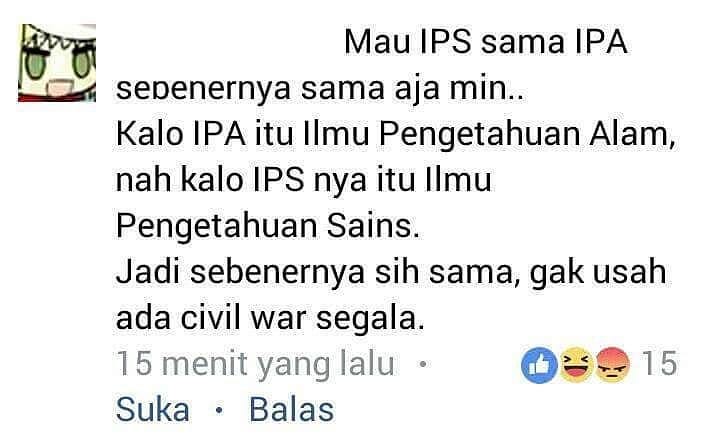 Mau IPS sama IPA
sebenernya sama aja min..
Kalo IPA itu Ilmu Pengetahuan Alam,
nah kalo IPS nya itu Ilmu
Pengetahuan Sains.
Jadi sebenernya sih sama, gak usah
ada civil war segala.
15 menit yang lalu · 15
Suka · Balas